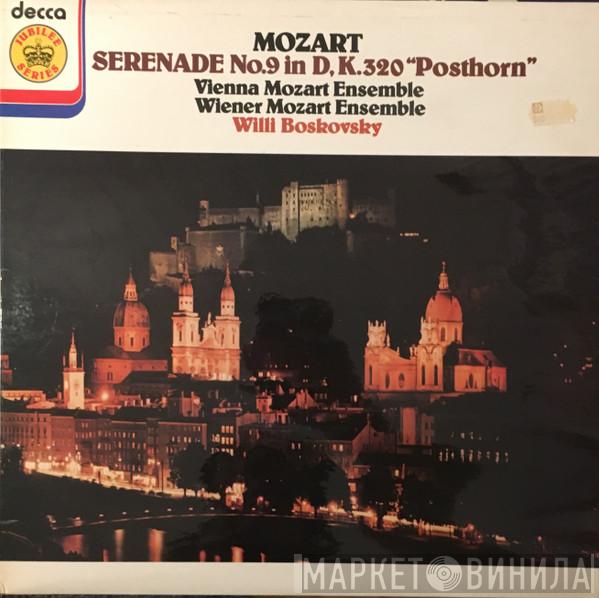 decca
JUBILEE
SERIES
MOZART
SERENADE No.9 in D, K.320 “Posthorn”
Vienna Mozart Ensemble
Wiener Mozart Ensemble
Willi Boskovsky
МАРКЕТ ВИНИЛА